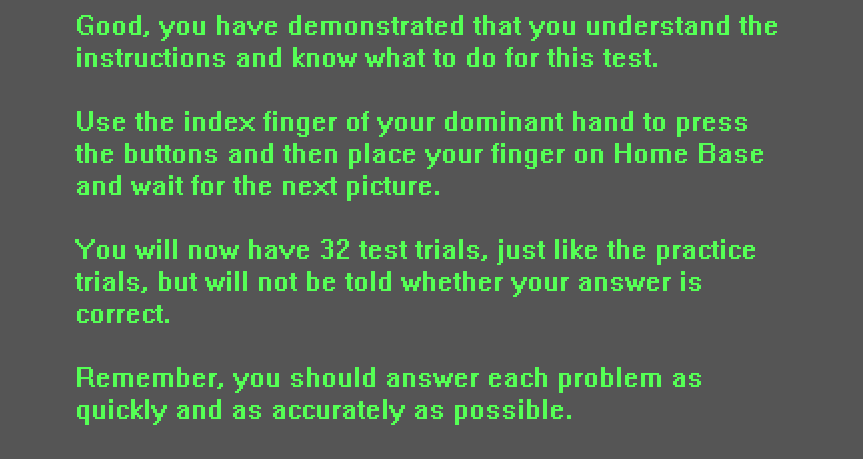 Good, you have demonstrated that you understand the
instructions and know what to do for this test.
Use the index finger of your dominant hand to press
the buttons and then place your finger on Home Base
and wait for the next picture.
You will now have 32 test trials, just like the practice
trials, but will not be told whether your answer is
correct.
Remember, you should answer each problem as
quickly and as accurately as possible.